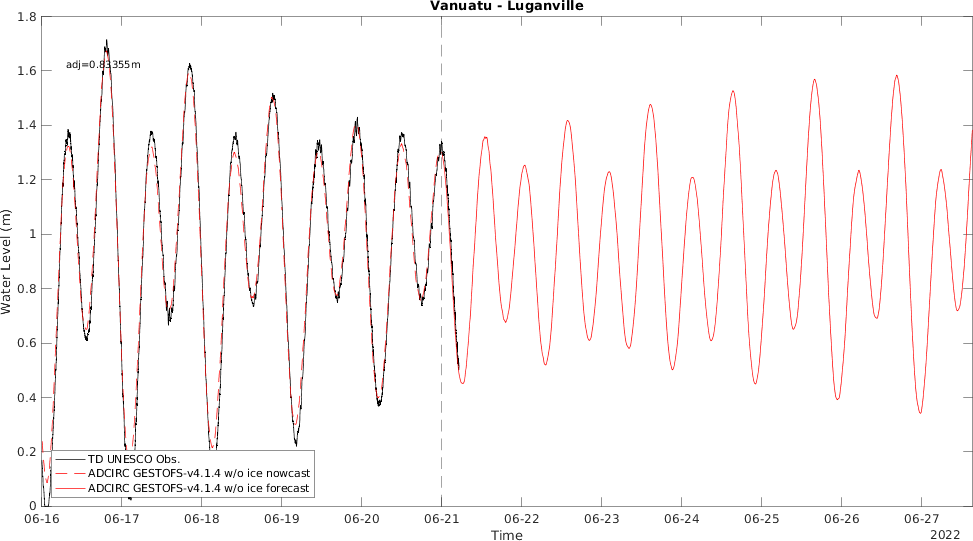 Vanuatu - Luganville
adj=0.83355m
Water Level (m)
1.8
1.6
1.4
1.2
1
0.8
0.6
0.4
0.2
0
TD UNESCO Obs.
ADCIRC GESTOFS-v4.1.4 w/o ice nowcast
ADCIRC GESTOFS-v4.1.4 w/o ice forecast
06-16 06-17 06-18 06-19 06-20 06-21 06-22 06-23 06-24 06-25 06-26 06-27
Time
2022